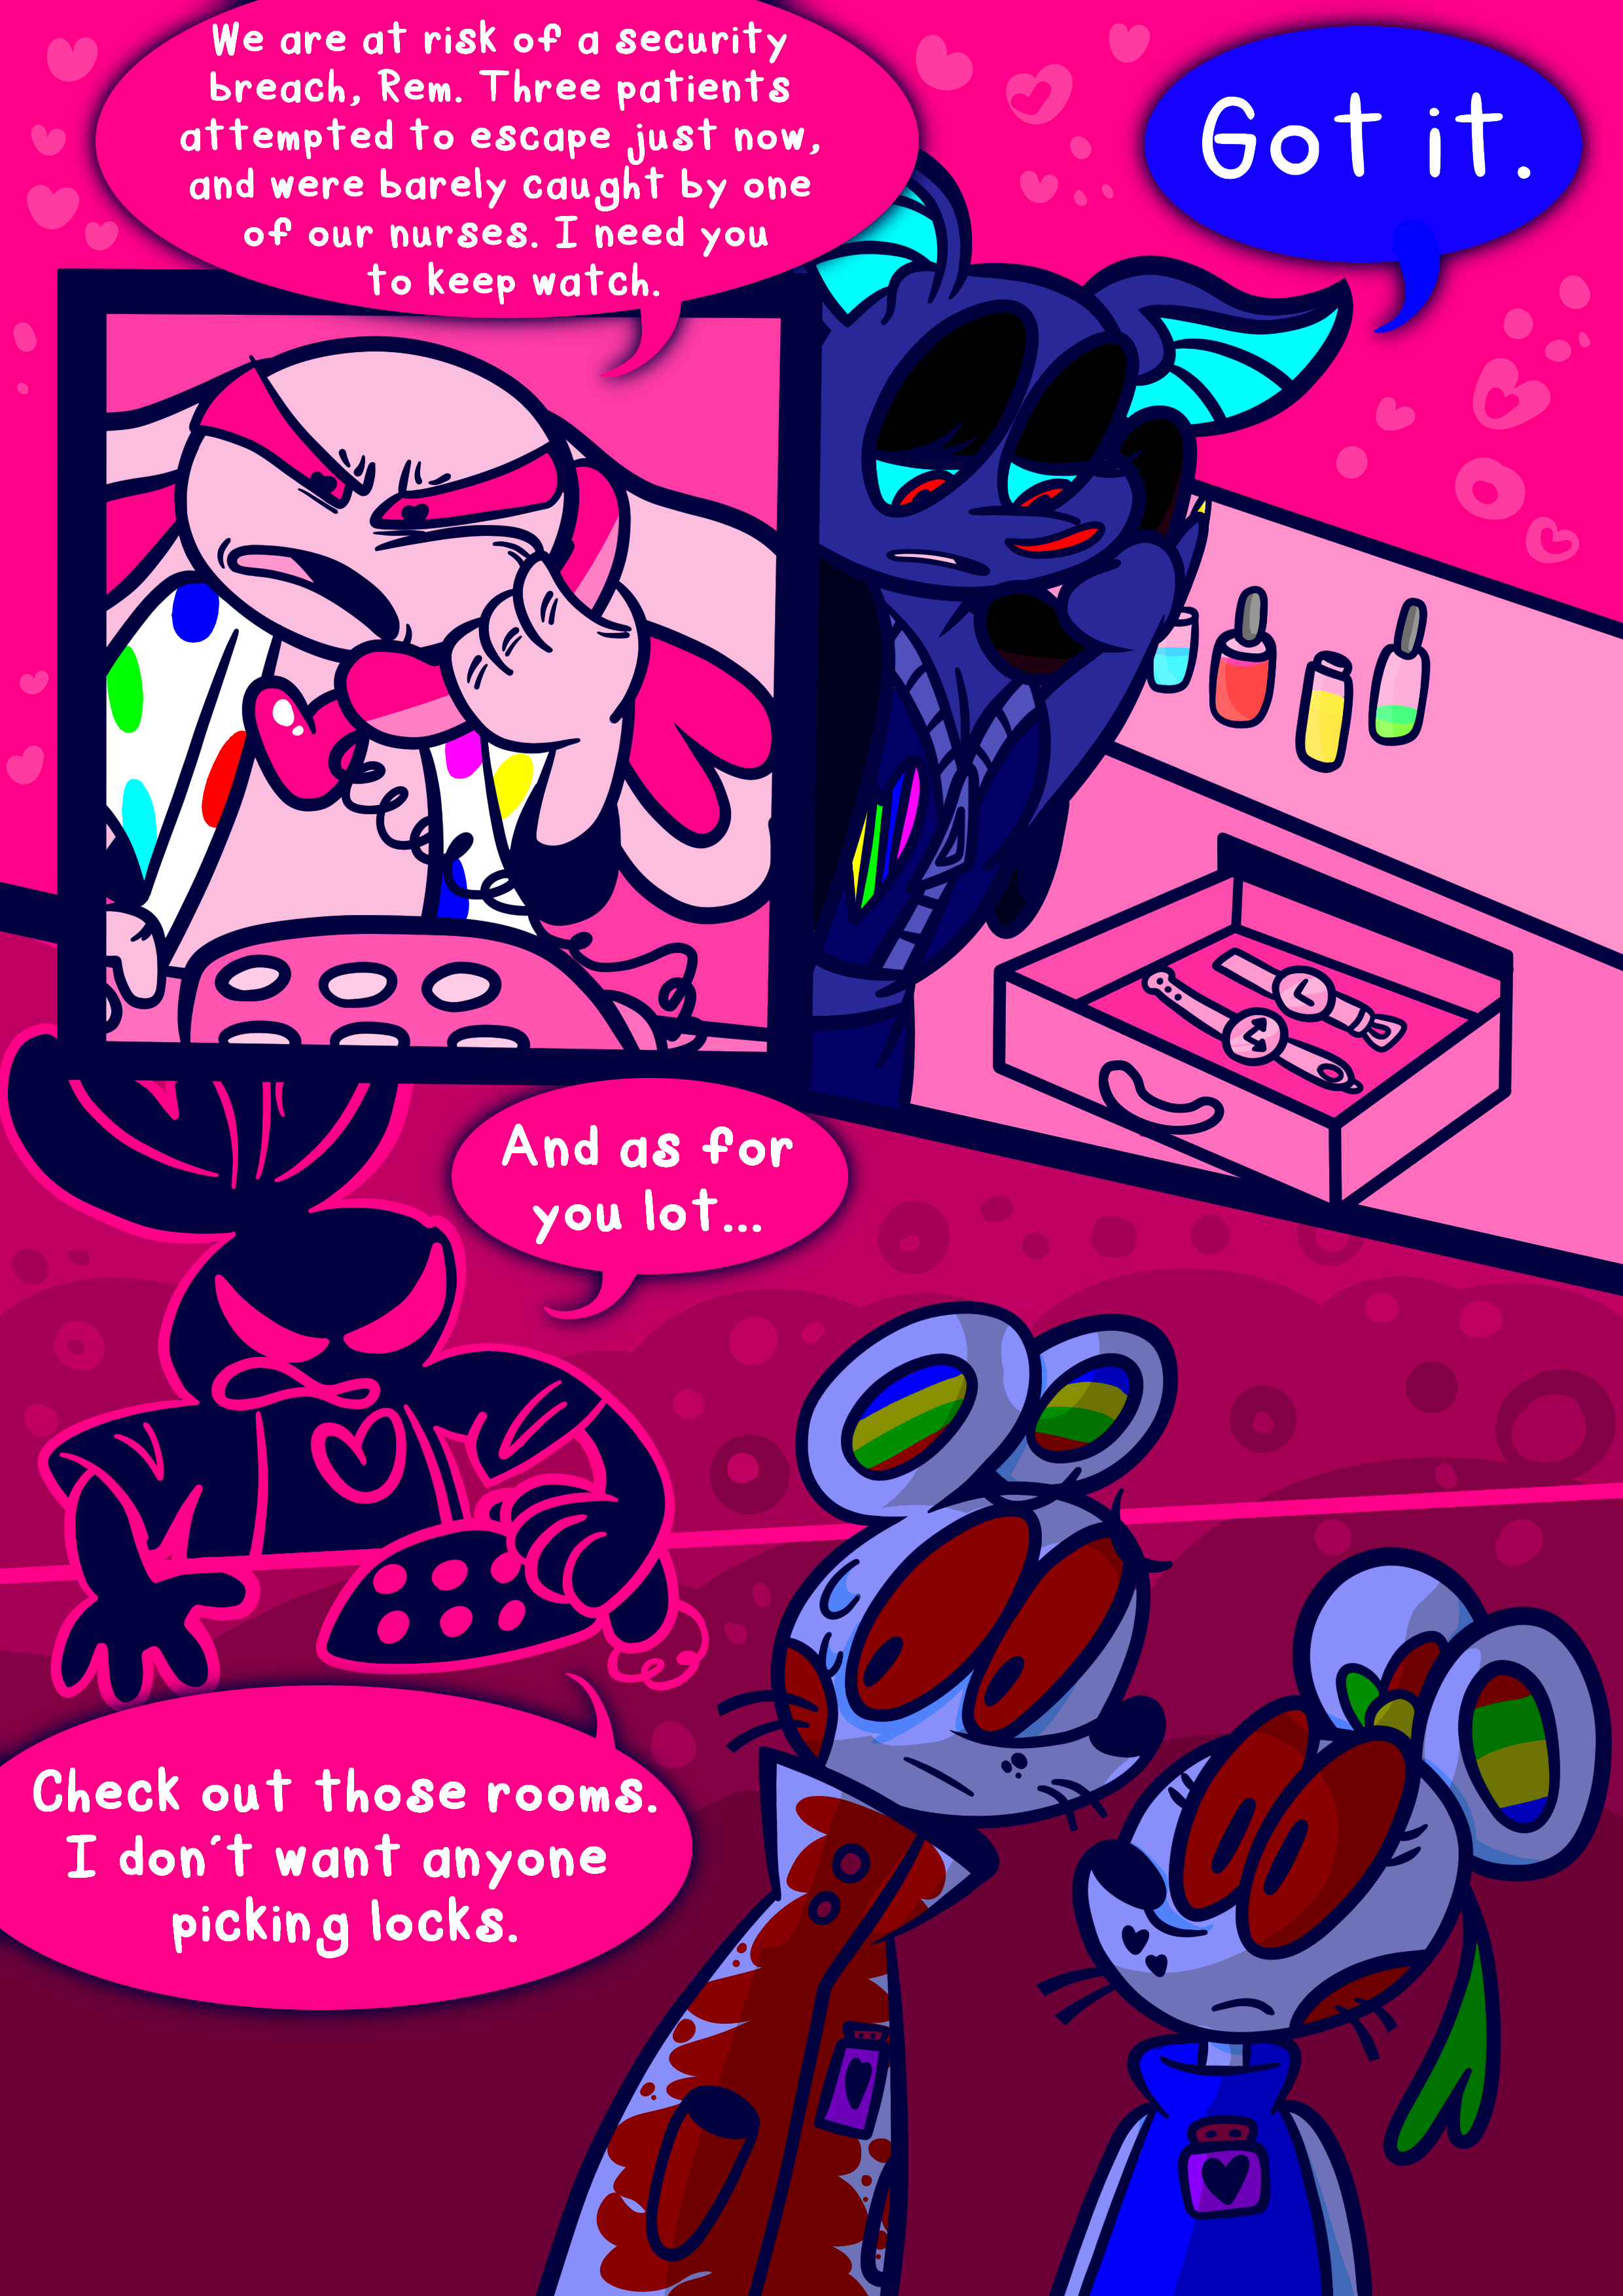 We are at risk of a security
breach, Rem. Three patients
attempted to escape just now,
and were barely caught by one
of our nurses. I need you
to keep watch.
Got it.
And as for
you lot...
Check out those rooms.
I don't want anyone
picking locks.